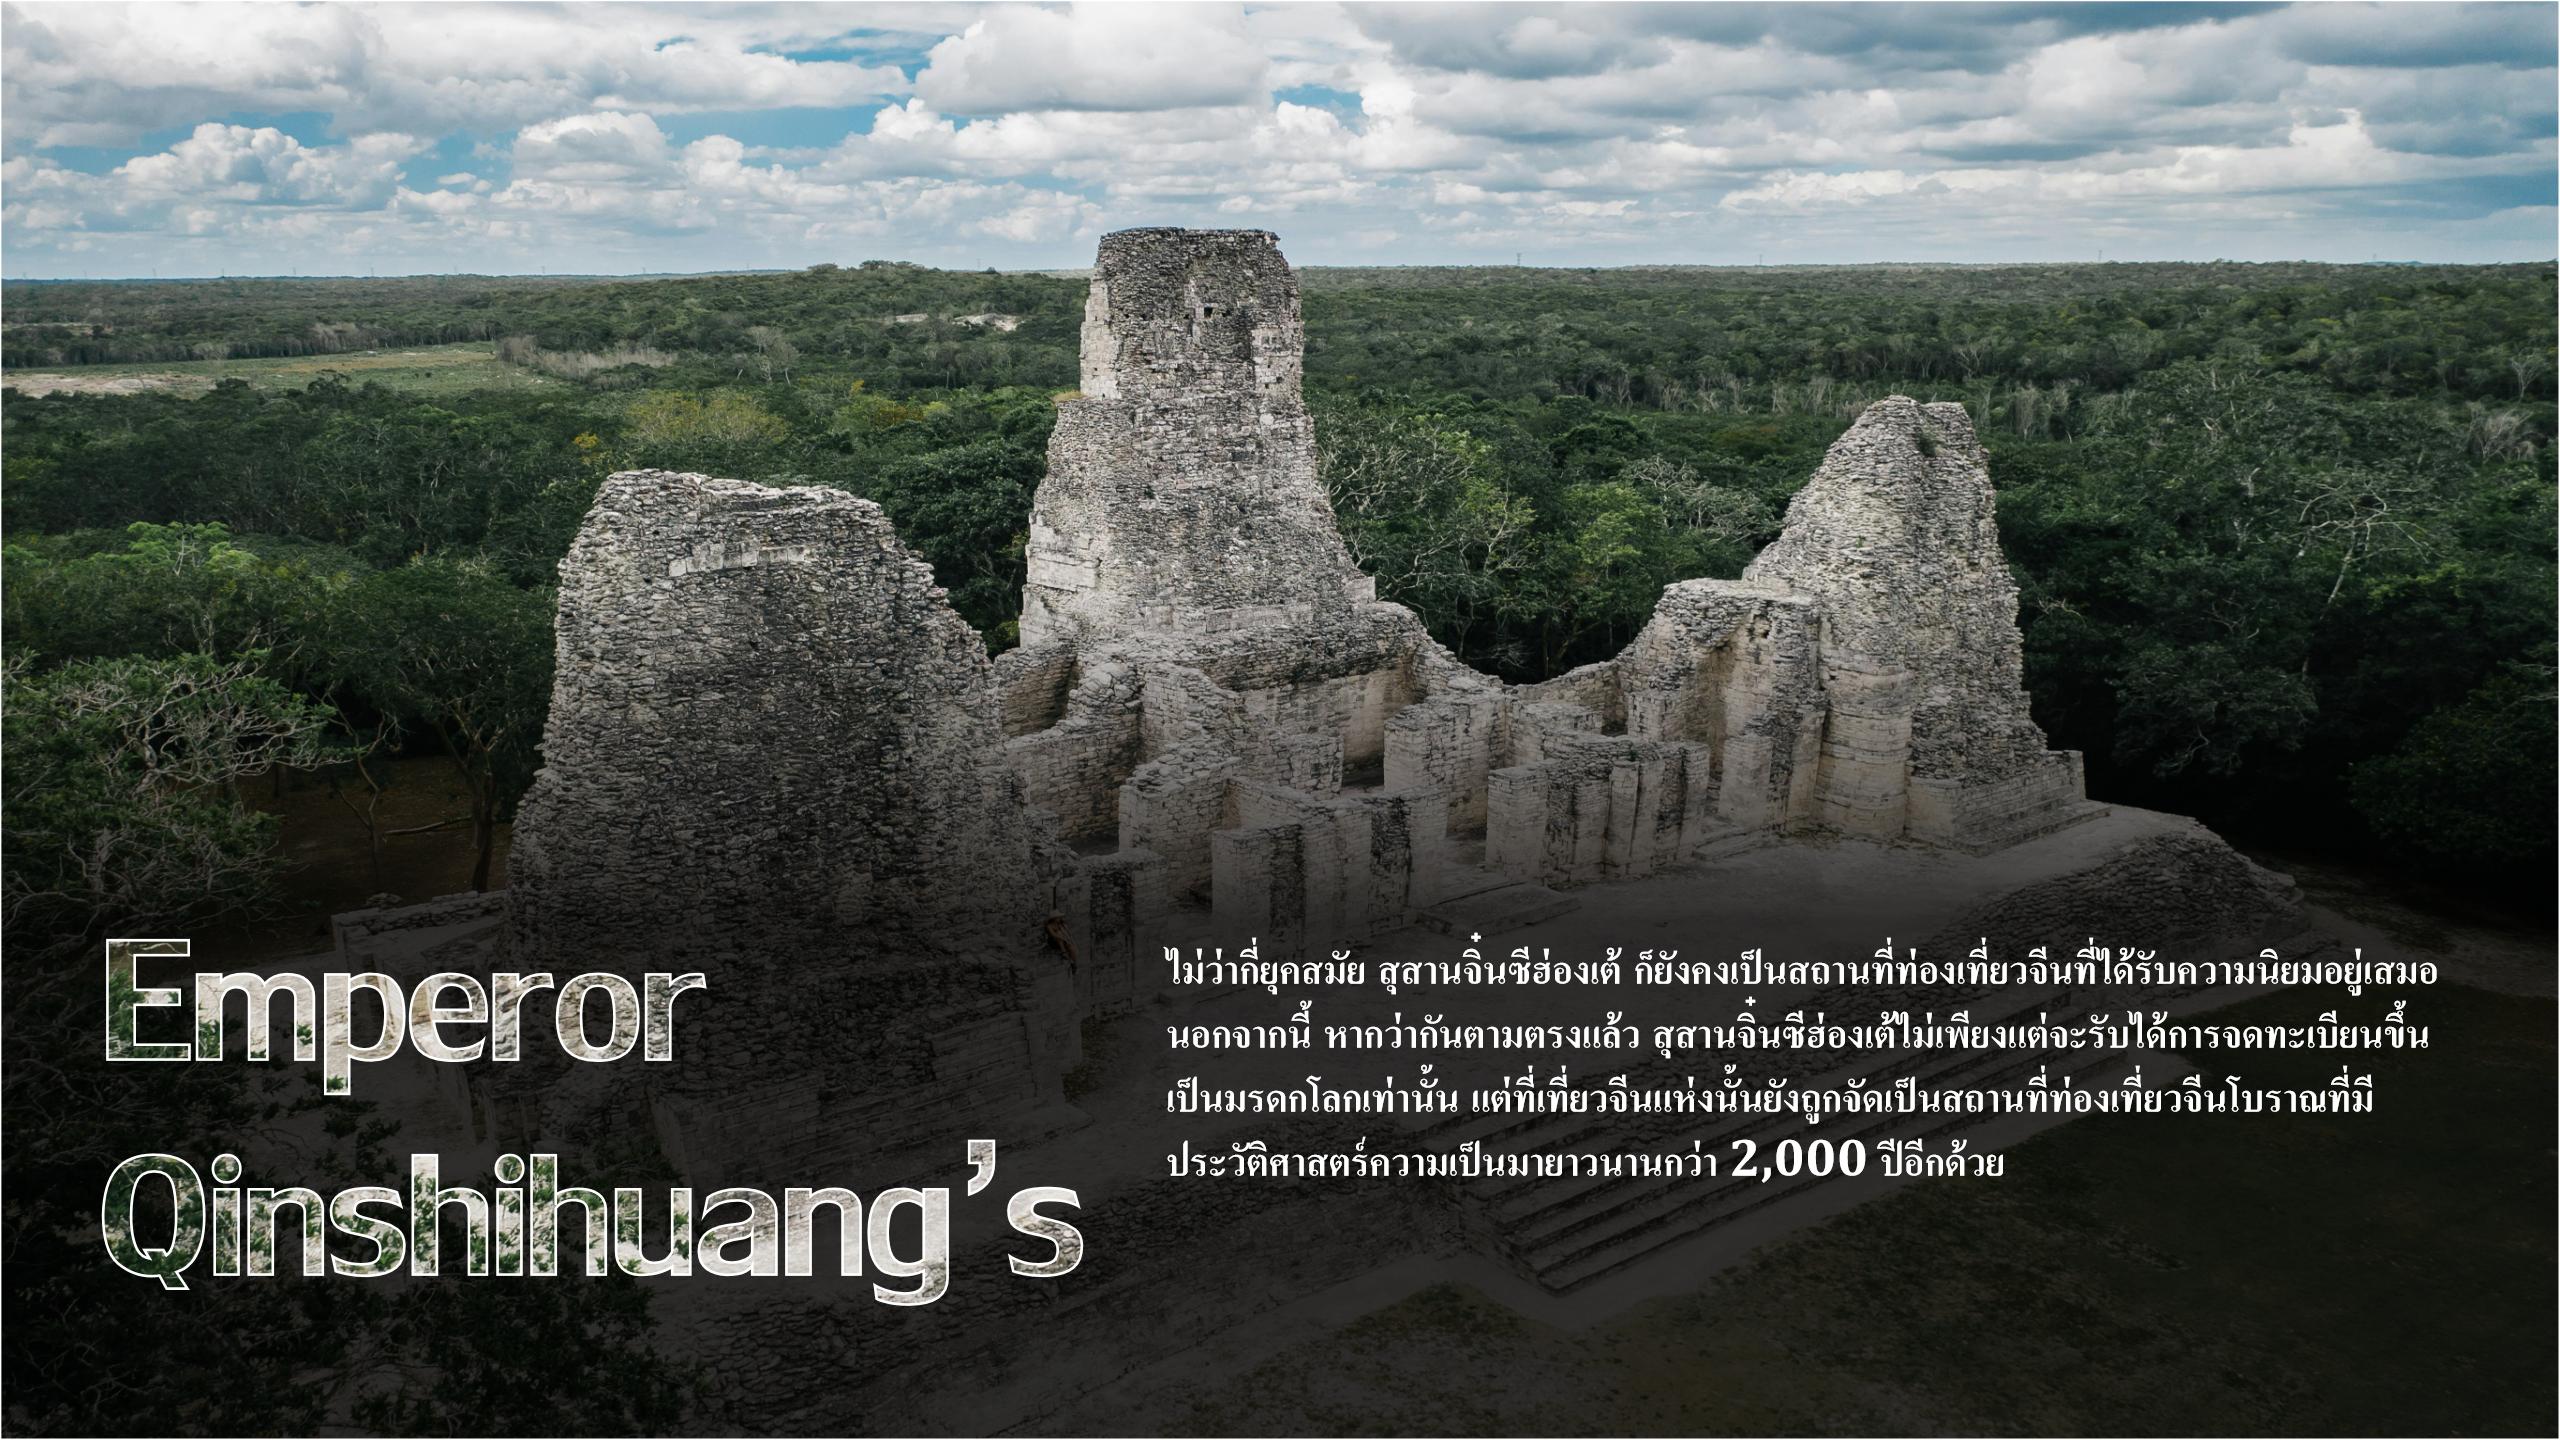 Emperor
Qinshihuang’s
ไม่ว่ากี่ยุคสมัย สุสานจิ๋นซีฮ่องเต้ ก็ยังคงเป็นสถานที่ท่องเที่ยวจีนที่ได้รับความนิยมอยู่เสมอ
นอกจากนี้ หากว่ากันตามตรงแล้ว สุสานจิ๋นซีฮ่องเต้ไม่เพียงแต่จะรับได้การจดทะเบียนขึ้น
เป็นมรดกโลกเท่านั้น แต่ที่เที่ยวจีนแห่งนั้นยังถูกจัดเป็นสถานที่ท่องเที่ยวจีนโบราณที่มี
ประวัติศาสตร์ความเป็นมายาวนานกว่า 2,000 ปีอีกด้วย